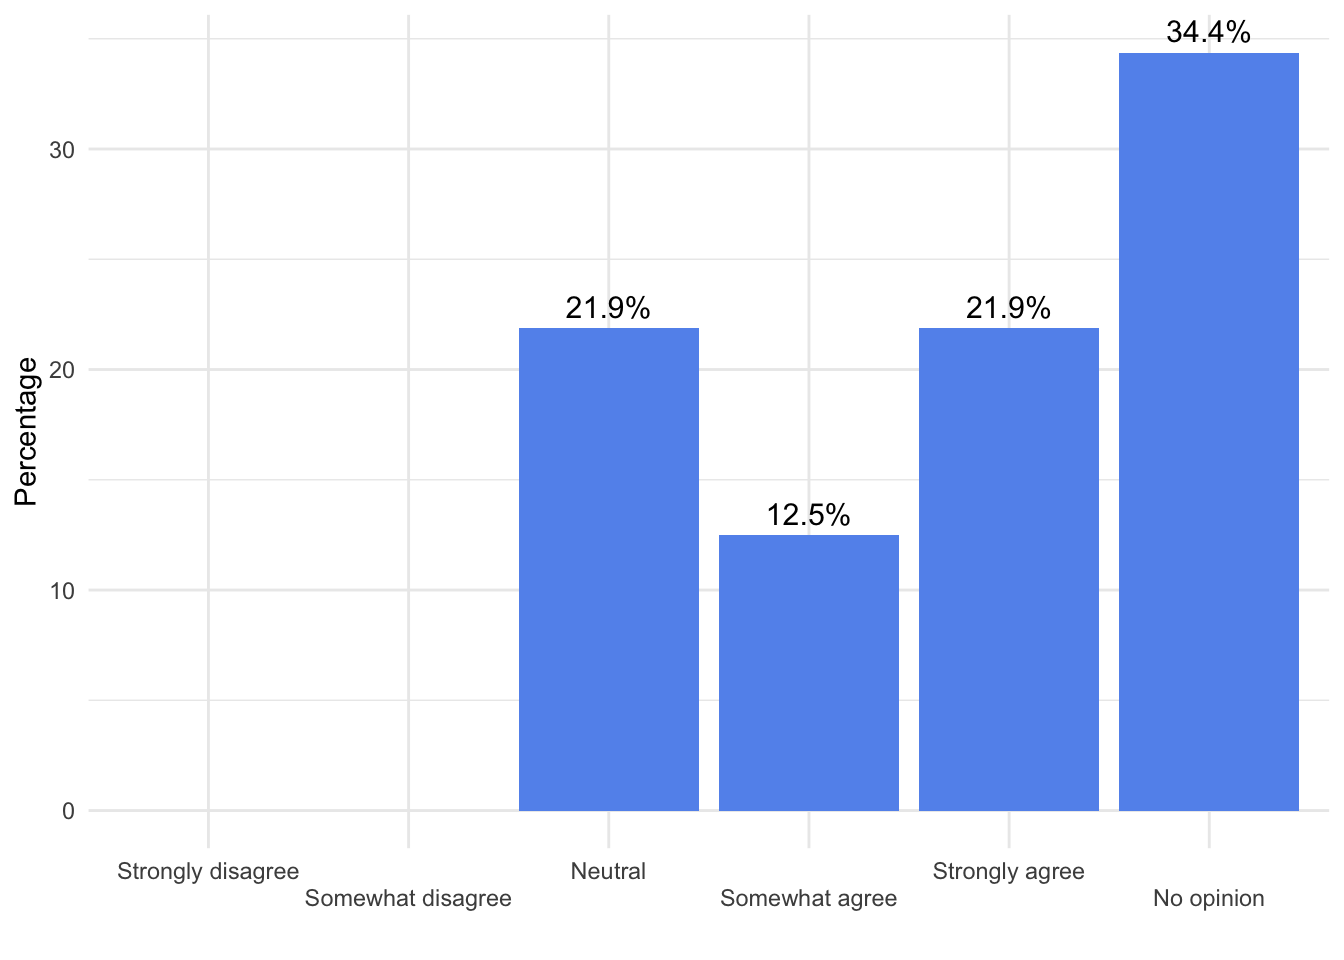 34.4%
30
21.9%
21.9%
20
Percentage
12.5%
10
0
Strongly disagree
Neutral
Strongly agree
Somewhat disagree
Somewhat agree
No opinion